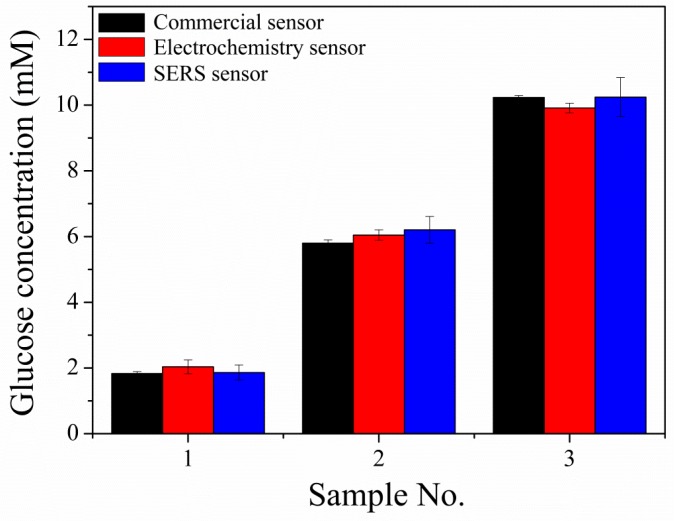 Commercial sensor
Electrochemistry sensor
SERS sensor
Glucose concentration (mM)
12
10
8
6
4
2
0
1 2 3
Sample No.